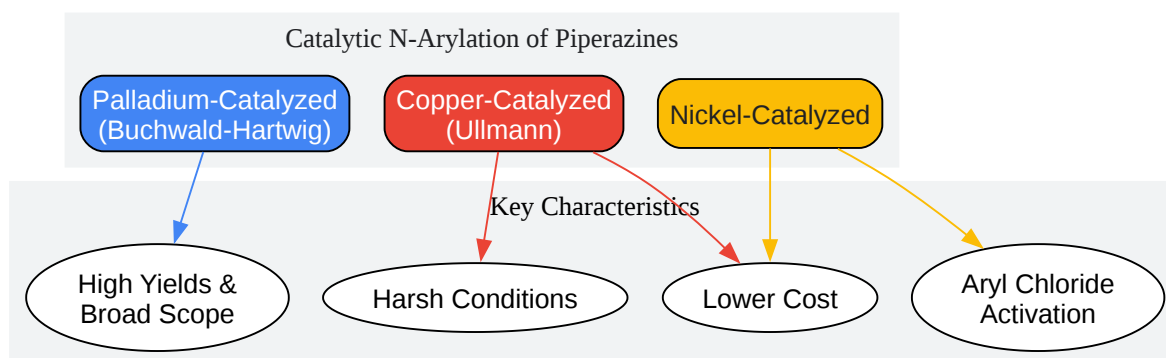 Catalytic N-Arylation of Piperazines
Palladium-Catalyzed
(Buchwald-Hartwig)
Copper-Catalyzed
(Ullmann)
Nickel-Catalyzed
Key Characteristics
High Yields &
Broad Scope
Harsh Conditions
Lower Cost
Aryl Chloride
Activation